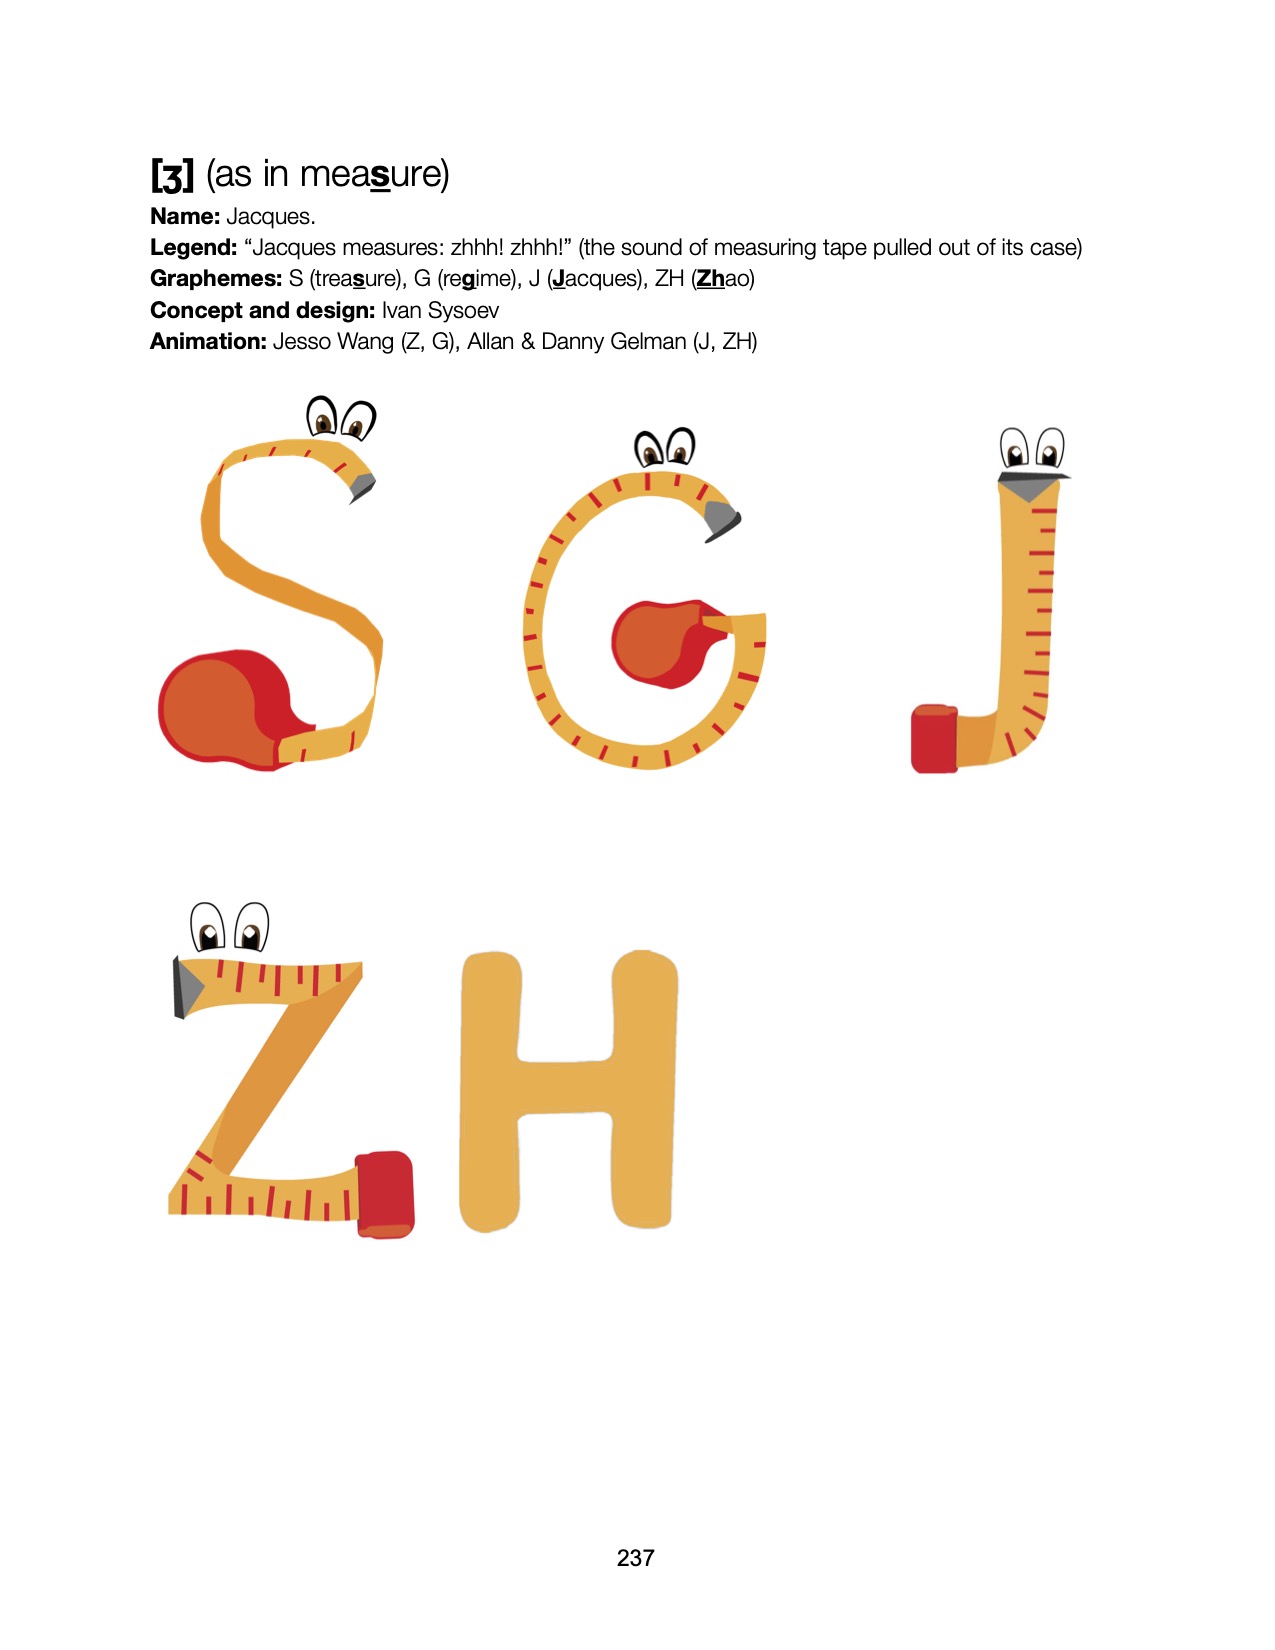 [ʒ] (as in measure)
Name: Jacques.
Legend: “Jacques measures: zhhh! zhhh!” (the sound of measuring tape pulled out of its case)
Graphemes: S (treasure), G (regime), J (Jacques), ZH (Zhao)
Concept and design: Ivan Sysoev
Animation: Jesso Wang (Z, G), Allan & Danny Gelman (J, ZH)
S G J
Z H
237